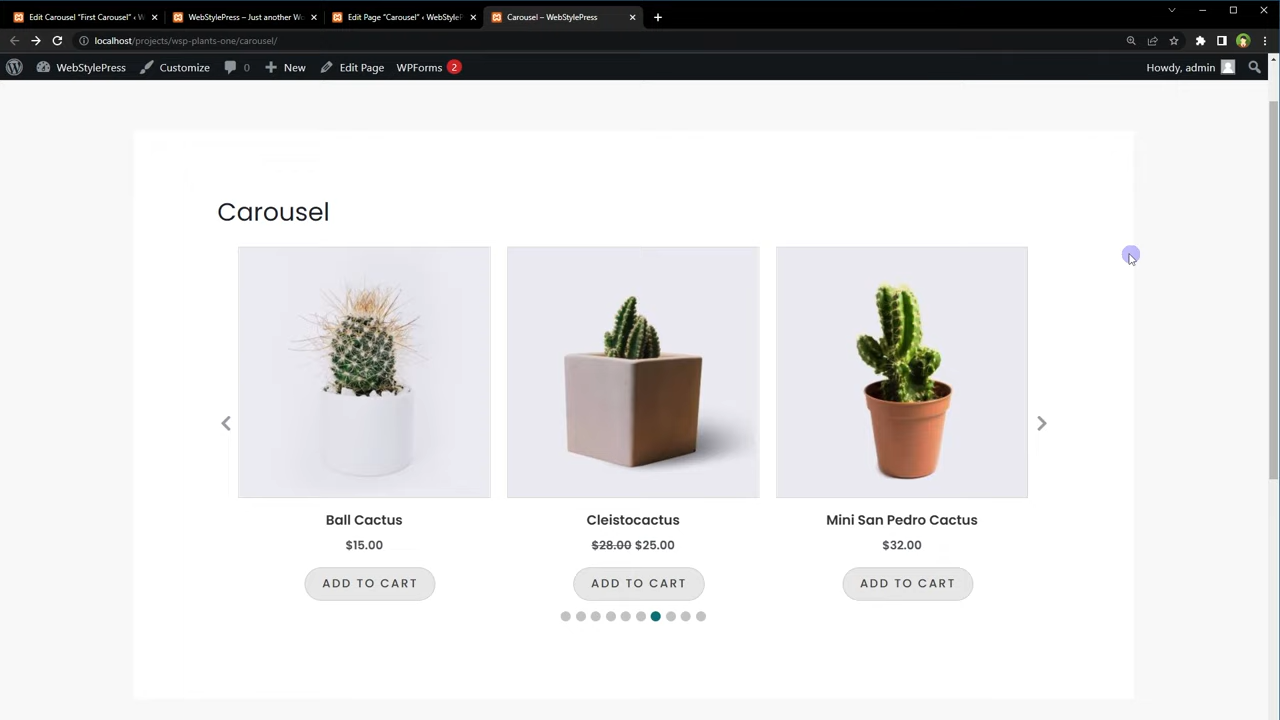 Edit Carousel "First Carousel" ‹ W
WebStylePress – Just another Wo
Edit Page "Carousel" ‹ WebStyleP
Carousel – WebStylePress
localhost/projects/wsp-plants-one/carousel/
WebStylePress
Customize
0
New
Edit Page
WPForms 2
Howdy, admin
Carousel
Ball Cactus
Cleistocactus
Mini San Pedro Cactus
$15.00
$28.00 $25.00
$32.00
ADD TO CART
ADD TO CART
ADD TO CART